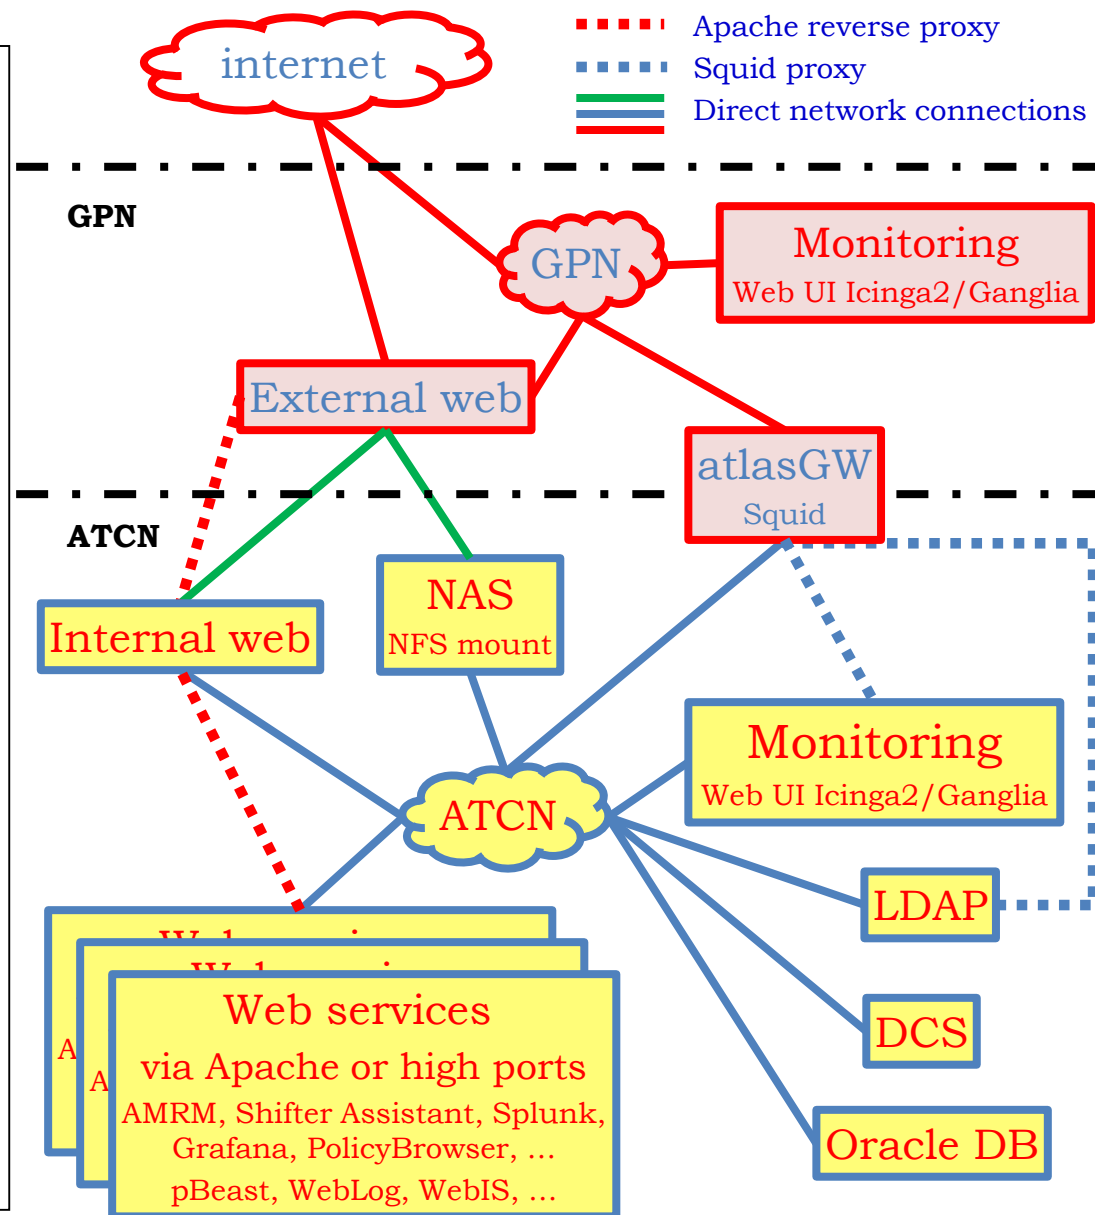 internet
Apache reverse proxy
Squid proxy
Direct network connections
GPN
GPN
Monitoring
Web UI Icinga2/Ganglia
External web
atlasGW
Squid
ATCN
NAS
NFS mount
Internal web
Monitoring
Web UI Icinga2/Ganglia
ATCN
LDAP
A
A
Web services
via Apache or high ports
AMRM, Shifter Assistant, Splunk,
Grafana, PolicyBrowser, ...
pBeast, WebLog, WebIS, ...
DCS
Oracle DB